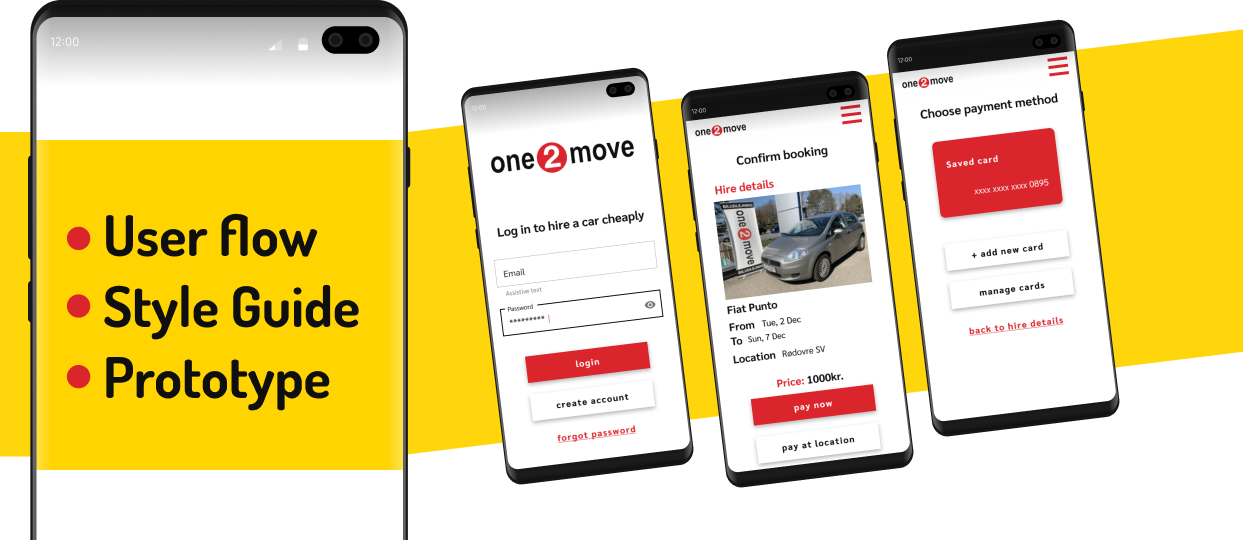 12:00
User flow
Style Guide
Prototype
12:00
one2move
Log in to hire a car cheaply
Email
Assistive text
Password
********* |
login
create account
forgot password
12:00
one2move
Confirm booking
Hire details
one2move
Fiat Punto
From Tue, 2 Dec
To Sun, 7 Dec
Location Rødovre SV
Price: 1000kr.
pay now
pay at location
12:00
one2move
Choose payment method
Saved card
xxxx xxxx xxxx 0895
+ add new card
manage cards
back to hire details